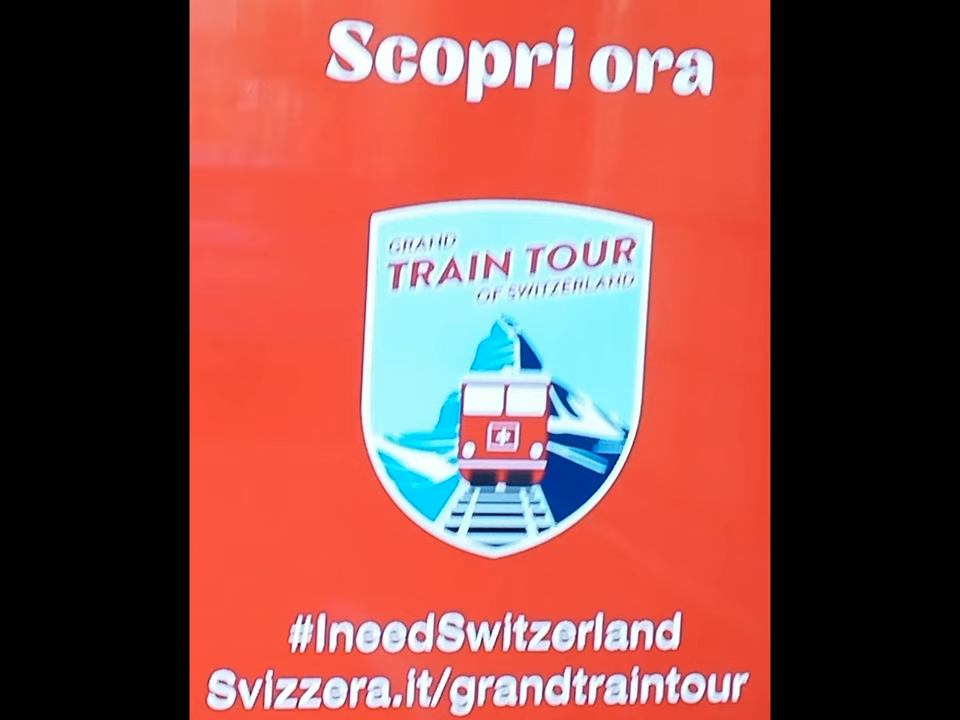 Scopri ora
GRAND
TRAIN TOUR
OF SWITZERLAND
#IneedSwitzerland
Svizzera.it/grandtraintour